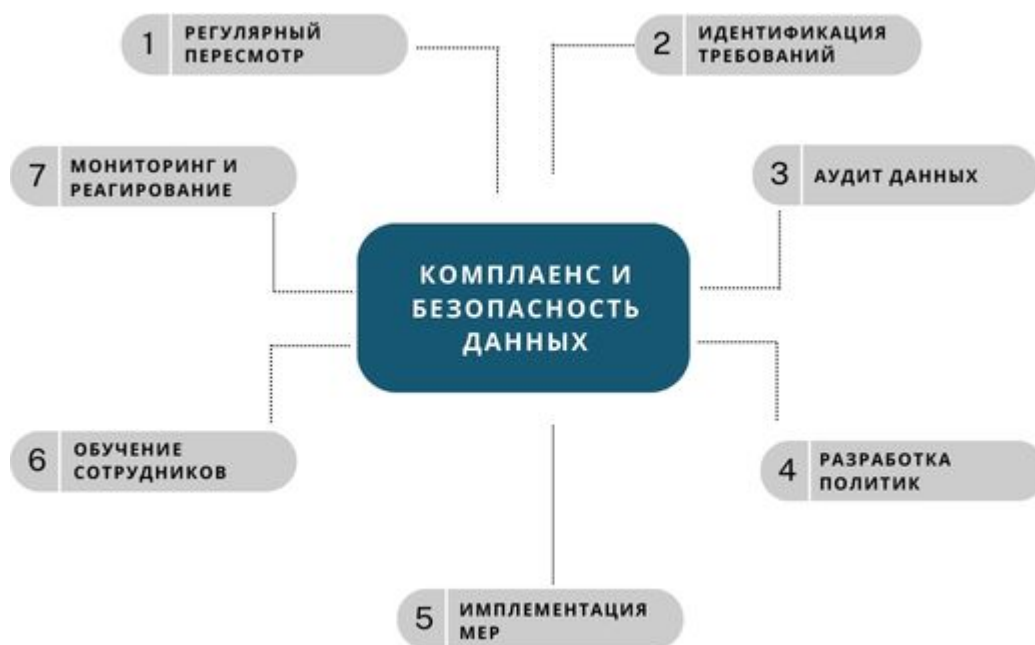 1
РЕГУЛЯРНЫЙ
ПЕРЕСМОТР
2
ИДЕНТИФИКАЦИЯ
ТРЕБОВАНИЙ
7
МОНИТОРИНГ И
РЕАГИРОВАНИЕ
3
АУДИТ ДАННЫХ
КОМПЛАЕНС И
БЕЗОПАСНОСТЬ
ДАННЫХ
6
ОБУЧЕНИЕ
СОТРУДНИКОВ
4
РАЗРАБОТКА
ПОЛИТИК
5
ИМПЛЕМЕНТАЦИЯ
МЕР